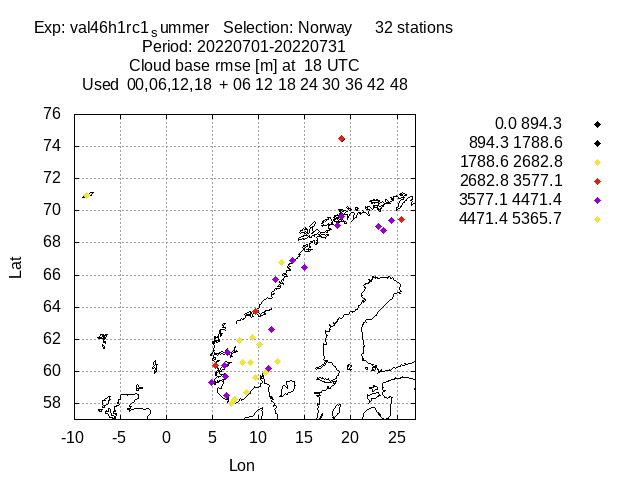 Exp: val46h1rc1summer   Selection: Norway     32 stations
Period: 20220701-20220731
Cloud base rmse [m] at  18 UTC
Used  00,06,12,18  + 06 12 18 24 30 36 42 48
0.0 894.3
894.3 1788.6
1788.6 2682.8
2682.8 3577.1
3577.1 4471.4
4471.4 5365.7
76
74
72
70
68
66
64
62
60
58
Lat
-10 -5 0 5 10 15 20 25
Lon